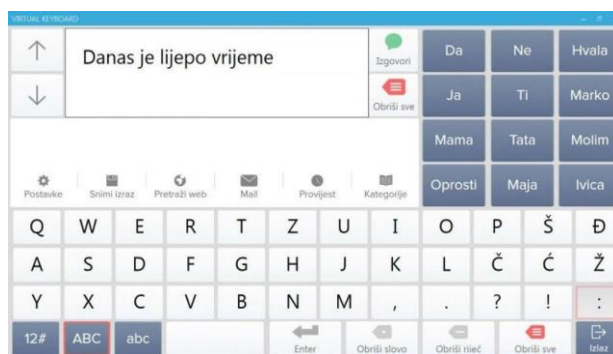 VIRTUAL KEYBOARD
Danas je lijepo vrijeme
Izgovori
Obriši sve
Da Ne Hvala
Ja Ti Marko
Mama Tata Molim
Oprosti Maja Ivica
Postavke Snimi izraz Pretraži web Mail Provijest Kategorije
Q W E R T Z U I O P Š Đ
A S D F G H J K L Č Ć Ž
Y X C V B N M , . ? ! :
12# ABC abc Enter Obriši slovo Obriši riječ Obriši sve Izlaz